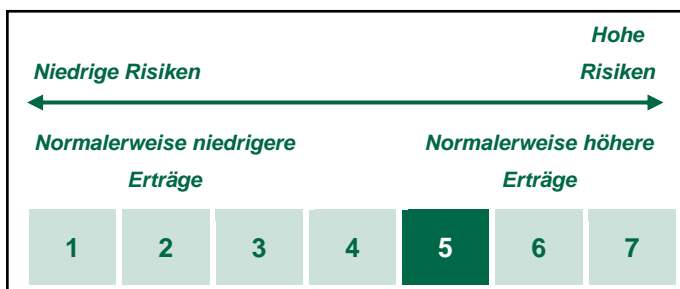 Hohe
Niedrige Risiken Risiken
Normalerweise niedrigere Normalerweise höhere
Erträge Erträge
1 2 3 4 5 6 7